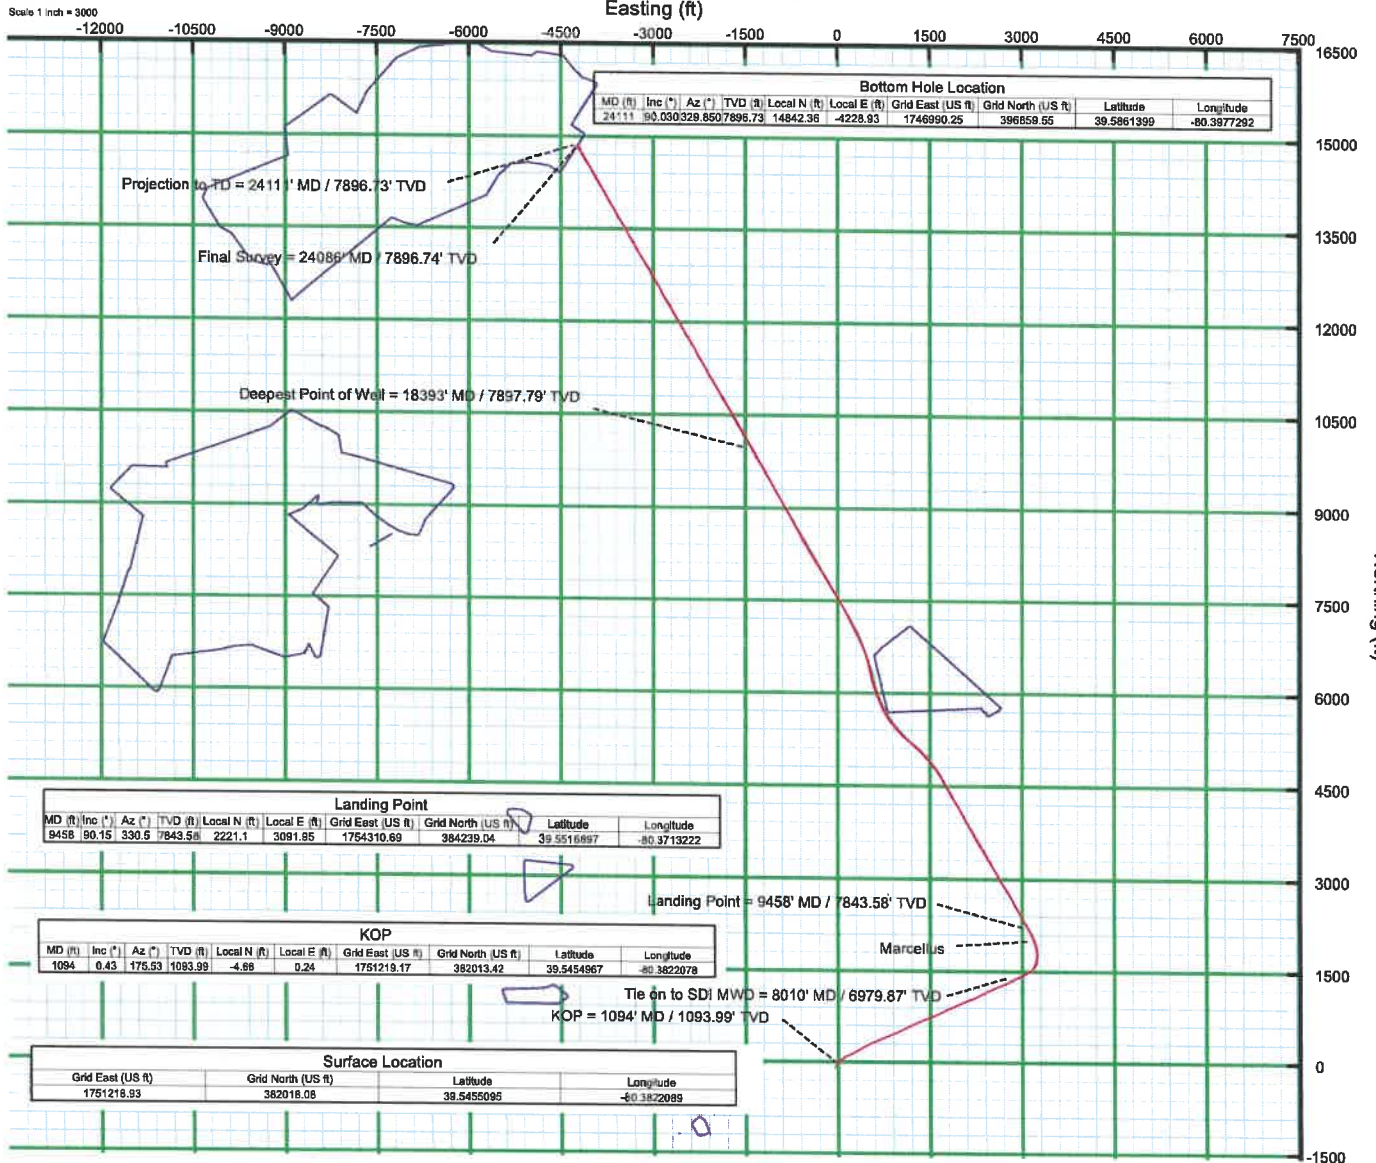 Scale 1 inch = 3000
Easting (ft)
-12000 -10500 -9000 -7500 -6000 -4500 -3000 -1500 0 1500 3000 4500 6000 7500
16500
Bottom Hole Location
MD (ft) Inc (°) Az (°) TVD (ft) Local N (ft) Local E (ft) Grid East (US ft) Grid North (US ft) Latitude Longitude
24111 90.030 329.850 7896.73 14842.36 -4228.93 1746990.25 396859.55 39.5861399 -80.3977292
15000
Projection to TD = 24111' MD / 7896.73' TVD
13500
Final Survey = 24086' MD / 7896.74' TVD
12000
Deepest Point of Well = 18393' MD / 7897.79' TVD
10500
9000
7500
6000
4500
Landing Point
MD (ft) Inc (°) Az (°) TVD (ft) Local N (ft) Local E (ft) Grid East (US ft) Grid North (US ft) Latitude Longitude
9458 90.15 330.5 7843.58 2221.1 3091.95 1754310.69 384239.04 39.5516897 -80.3713222
3000
Landing Point = 9458' MD / 7843.58' TVD
KOP
MD (ft) Inc (°) Az (°) TVD (ft) Local N (ft) Local E (ft) Grid East (US ft) Grid North (US ft) Latitude Longitude
1094 0.43 175.53 1093.99 -4.66 0.24 1751219.17 382013.42 39.5454967 -80.3822078
Marcellus
1500
Tie on to SDI MWD = 8010' MD / 6979.87' TVD
KOP = 1094' MD / 1093.99' TVD
0
Surface Location
Grid East (US ft) Grid North (US ft) Latitude Longitude
1751218.93 382018.08 39.5455095 -80.3822089
-1500